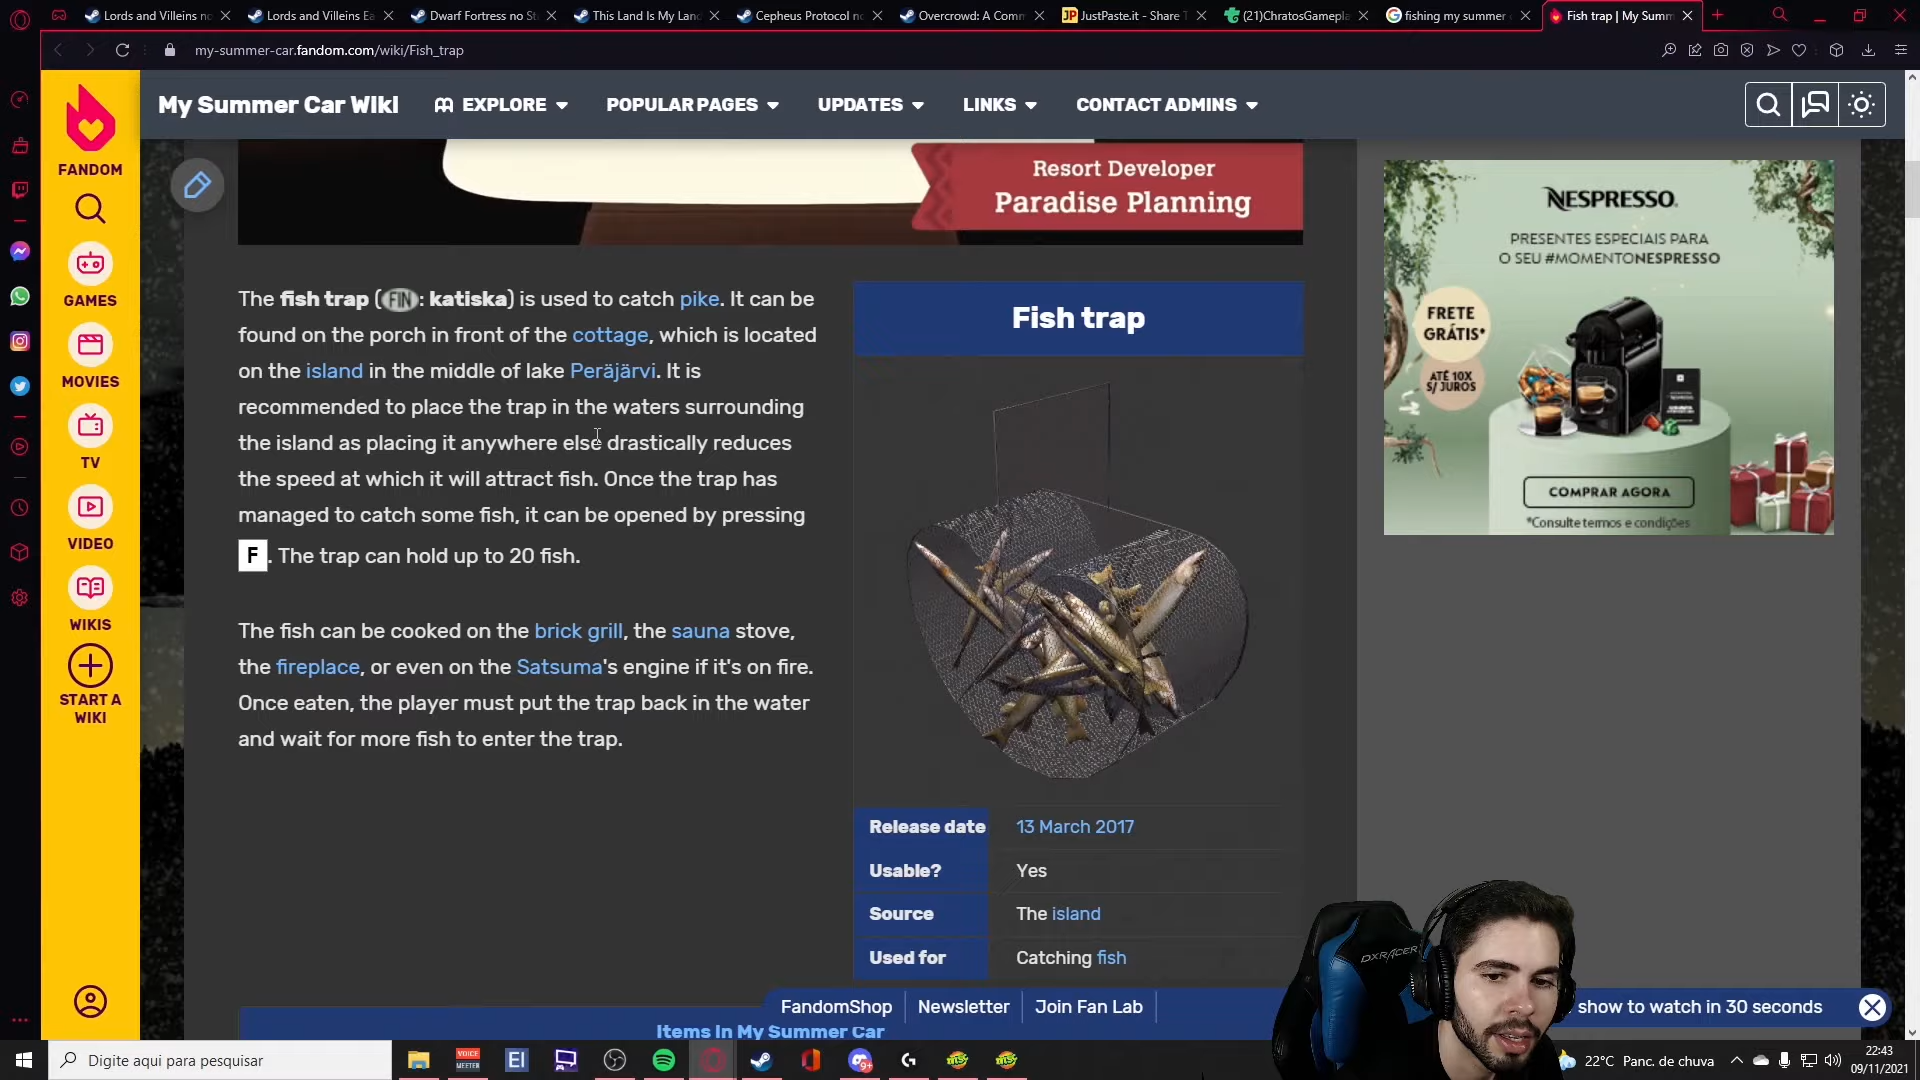 Lords and Villeins no
Lords and Villeins Ea
Dwarf Fortress no St
This Land Is My Lan
Cepheus Protocol no
Overcrowd: A Comm
JustPaste.it - Share T
(21)ChratosGamepla
fishing my summer
Fish trap | My Summ
my-summer-car.fandom.com/wiki/Fish_trap
My Summer Car Wiki
EXPLORE
POPULAR PAGES
UPDATES
LINKS
CONTACT ADMINS
FANDOM
GAMES
MOVIES
TV
VIDEO
WIKIS
START A
WIKI
Resort Developer
Paradise Planning
The fish trap (FIN: katiska) is used to catch pike. It can be
found on the porch in front of the cottage, which is located
on the island in the middle of lake Peräjärvi. It is
recommended to place the trap in the waters surrounding
the island as placing it anywhere else drastically reduces
the speed at which it will attract fish. Once the trap has
managed to catch some fish, it can be opened by pressing
F. The trap can hold up to 20 fish.
The fish can be cooked on the brick grill, the sauna stove,
the fireplace, or even on the Satsuma's engine if it's on fire.
Once eaten, the player must put the trap back in the water
and wait for more fish to enter the trap.
Fish trap
Release date 13 March 2017
Usable? Yes
Source The island
Used for Catching fish
NESPRESSO.
PRESENTES ESPECIAIS PARA
O SEU #MOMENTONESPRESSO
FRETE
GRÁTIS*
ATÉ 10X
S/ JUROS
COMPRAR AGORA
*Consulte termos e condições
DXRACER
FandomShop
Newsletter
Join Fan Lab
show to watch in 30 seconds
Items In My Summer Car
Digite aqui para pesquisar
VOICE
MEETER
EI
9+
22°C Panc. de chuva
22:43
09/11/2021